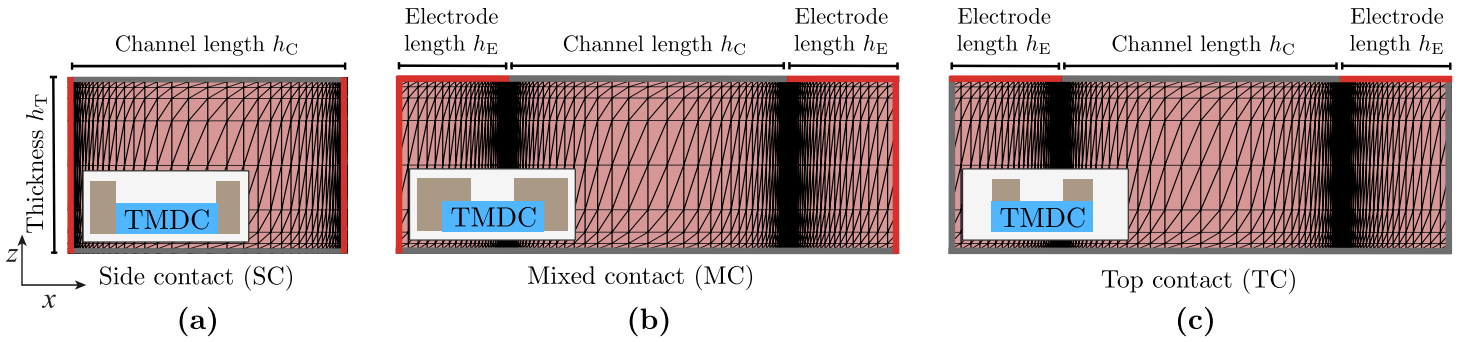 Channel length h_C
Thickness h_T
TMDC
z
x
Side contact (SC)
(a)
Electrode
length h_E
Channel length h_C
Electrode
length h_E
TMDC
Mixed contact (MC)
(b)
Electrode
length h_E
Channel length h_C
Electrode
length h_E
TMDC
Top contact (TC)
(c)